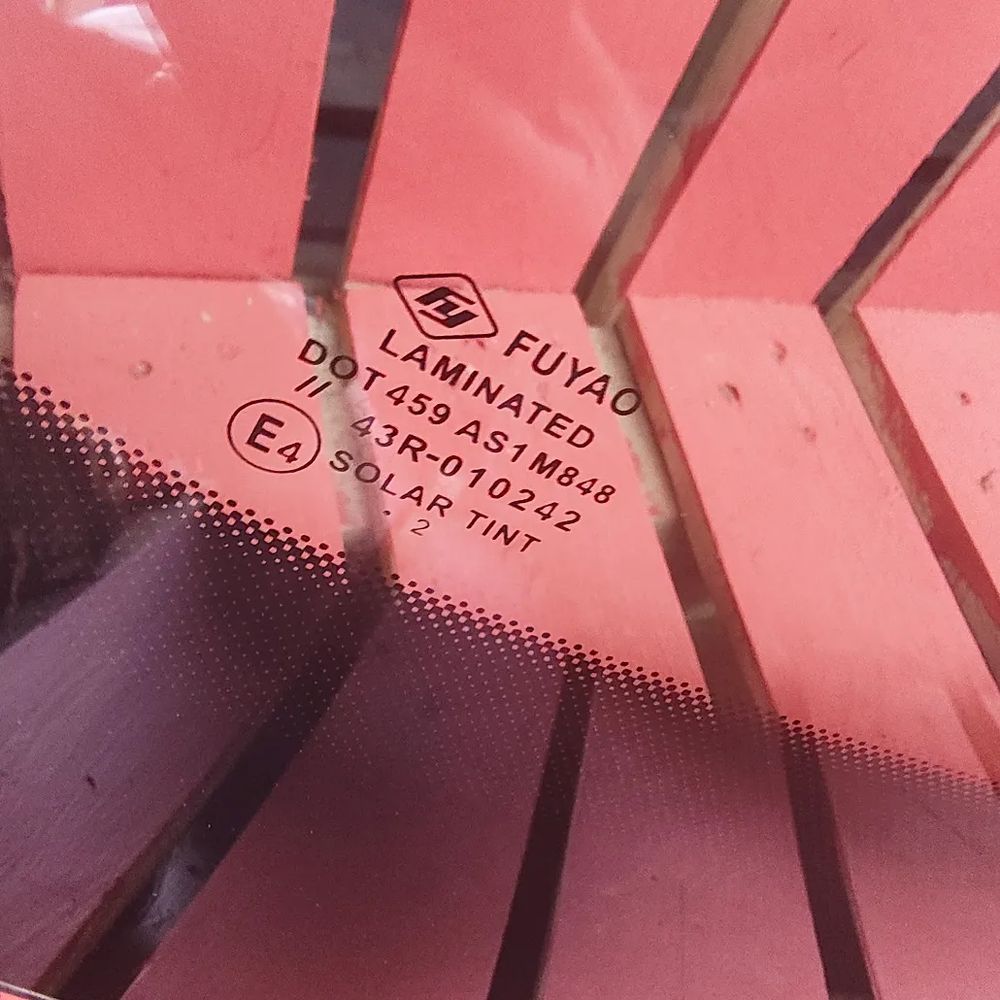 FY
FUYAO
LAMINATED
DOT 459 AS1 M848
//
43R-010242
E4
SOLAR TINT
. 2